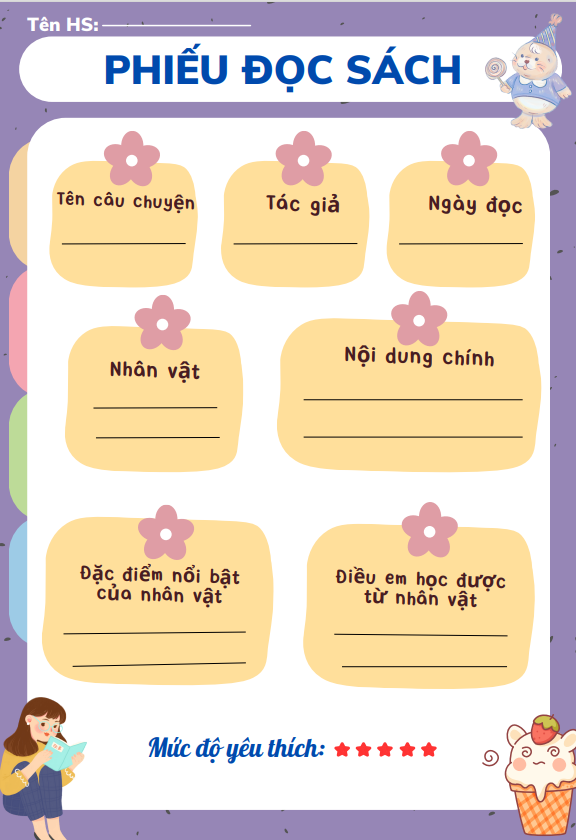 Tên HS:
PHIẾU ĐỌC SÁCH
Tên câu chuyện
Tác giả
Ngày đọc
Nhân vật
Nội dung chính
Đặc điểm nổi bật
của nhân vật
Điều em học được
từ nhân vật
Mức độ yêu thích: